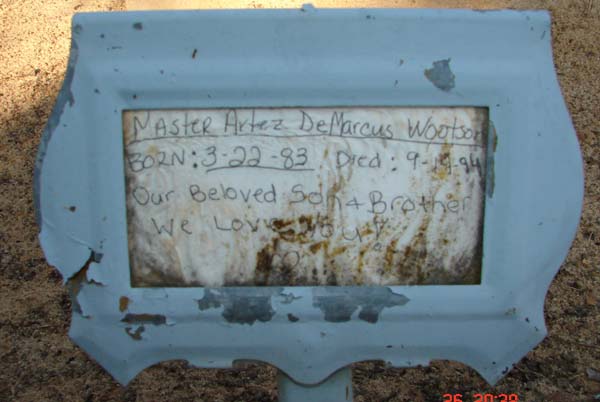 Master Artez DeMarcus Wootson
BORN: 3-22-83 Died: 9-19-94
Our Beloved Son + Brother
We Love You!